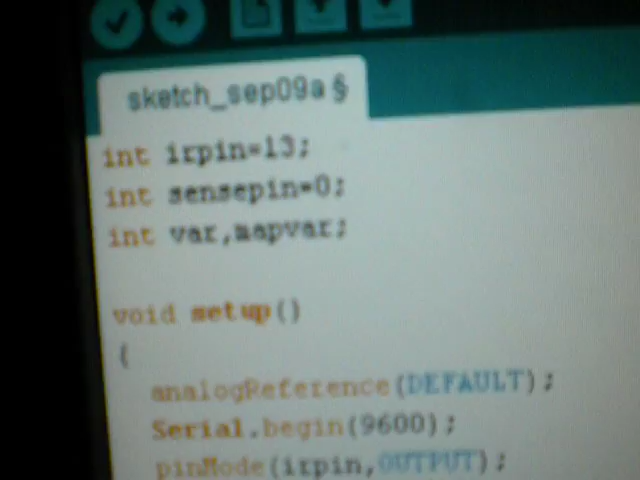 sketch_sep09a §
int irpin=13;
int sensepin=0;
int var,mapvar;
void setup()
{
analogReference(DEFAULT);
Serial.begin(9600);
pinMode(irpin,OUTPUT);